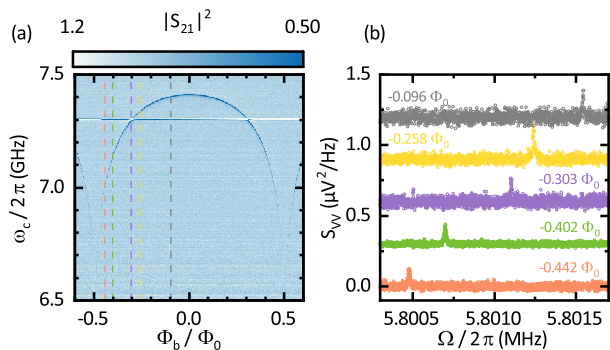 (a)
|S21|²
1.2
0.50
7.5
7.0
6.5
ωc / 2π (GHz)
-0.5
0.0
0.5
Φb / Φ0
(b)
1.5
1.0
0.5
0.0
SVV (μV²/Hz)
-0.096 Φ0
-0.258 Φ0
-0.303 Φ0
-0.402 Φ0
-0.442 Φ0
5.8005
5.8010
5.8015
Ω / 2π (MHz)